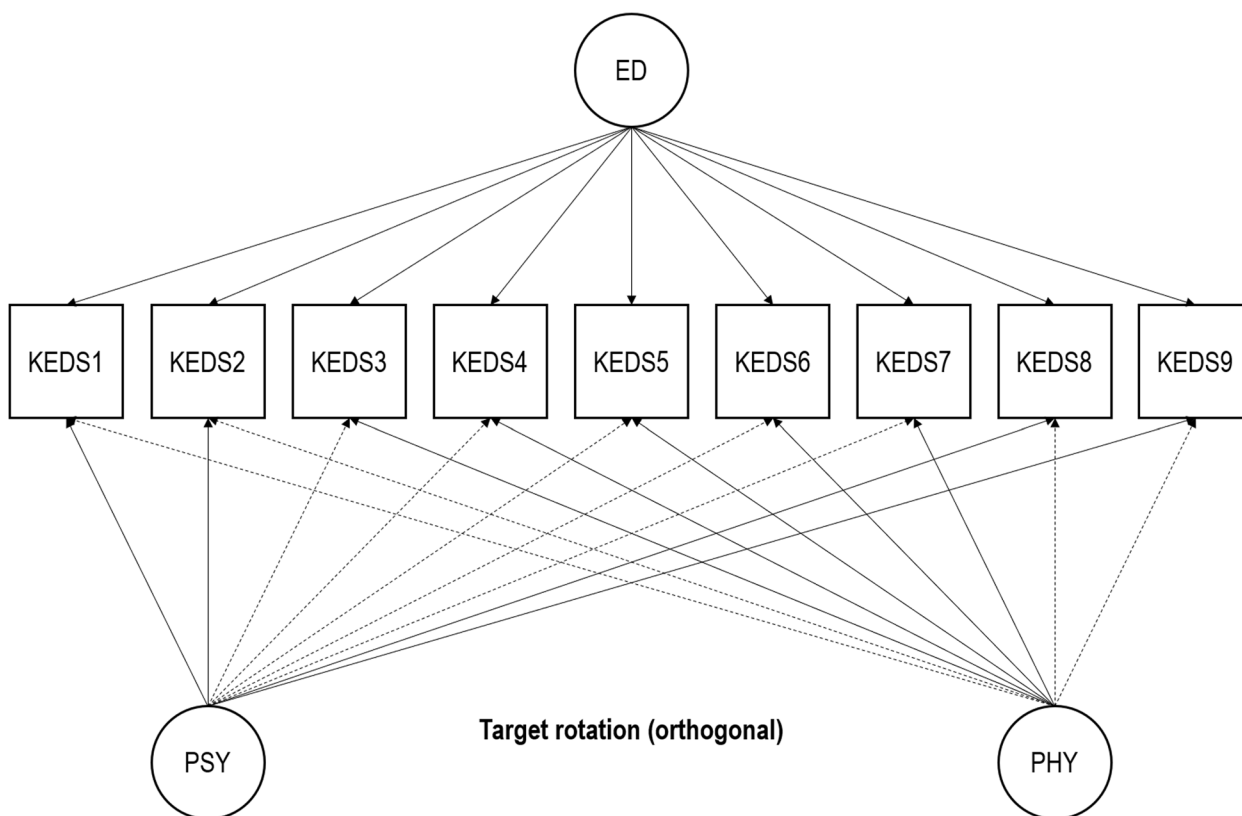 ED
KEDS1 KEDS2 KEDS3 KEDS4 KEDS5 KEDS6 KEDS7 KEDS8 KEDS9
Target rotation (orthogonal)
PSY PHY